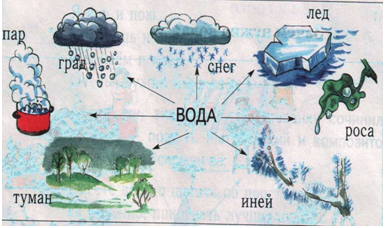 пар
град
снег
лед
ВОДА
роса
туман
иней